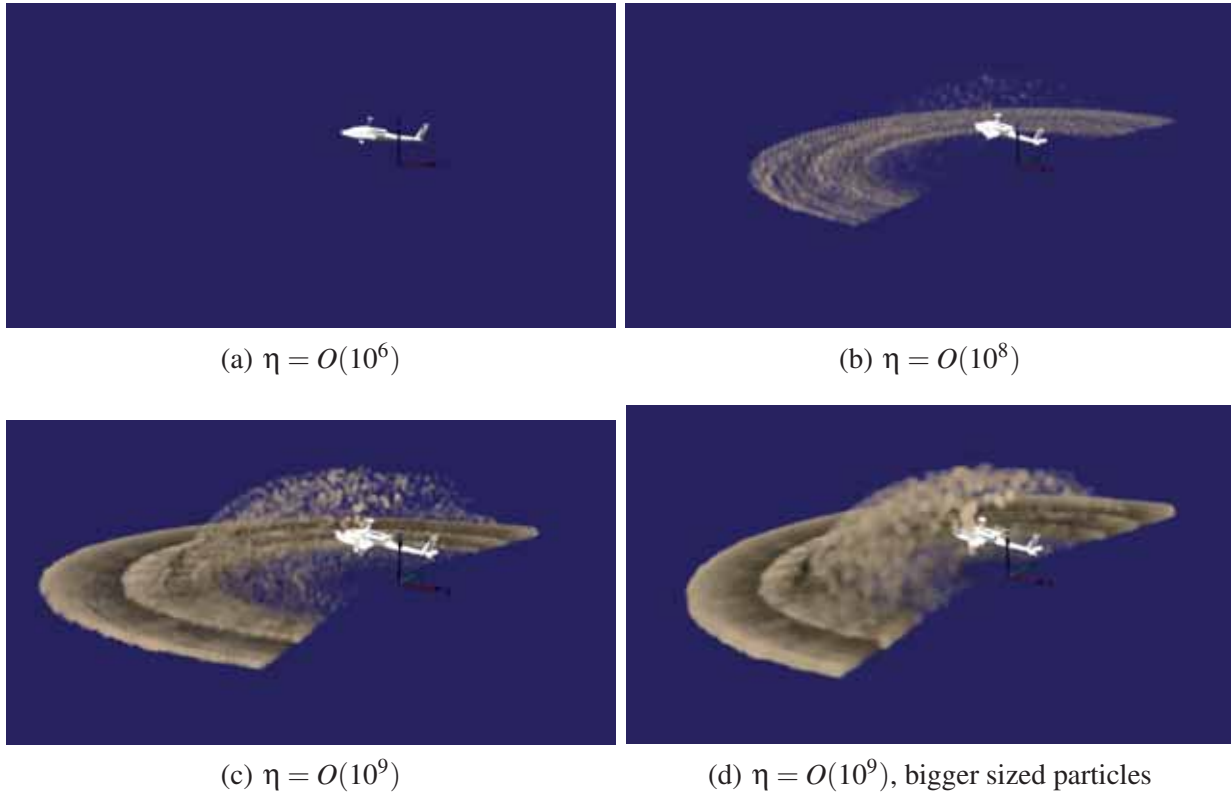 (a) η = O(10⁶)
(b) η = O(10⁸)
(c) η = O(10⁹)
(d) η = O(10⁹), bigger sized particles